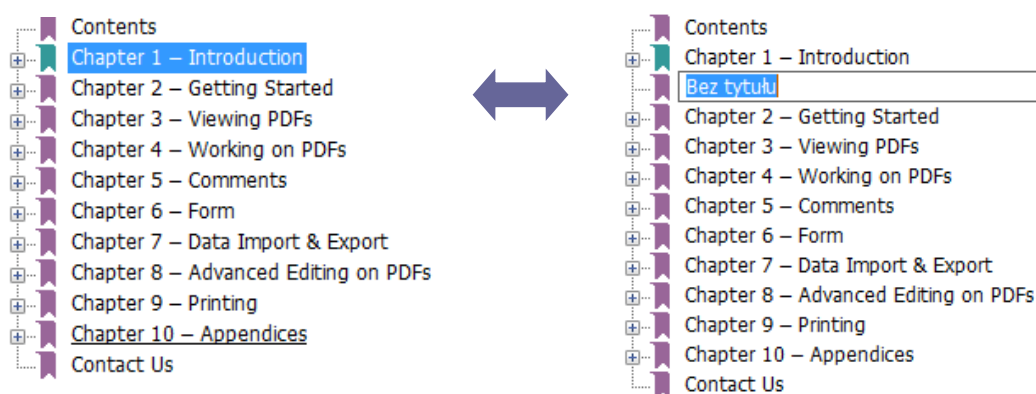 Contents
Chapter 1 – Introduction
Chapter 2 – Getting Started
Chapter 3 – Viewing PDFs
Chapter 4 – Working on PDFs
Chapter 5 – Comments
Chapter 6 – Form
Chapter 7 – Data Import & Export
Chapter 8 – Advanced Editing on PDFs
Chapter 9 – Printing
Chapter 10 – Appendices
Contact Us
Contents
Chapter 1 – Introduction
Bez tytułu
Chapter 2 – Getting Started
Chapter 3 – Viewing PDFs
Chapter 4 – Working on PDFs
Chapter 5 – Comments
Chapter 6 – Form
Chapter 7 – Data Import & Export
Chapter 8 – Advanced Editing on PDFs
Chapter 9 – Printing
Chapter 10 – Appendices
Contact Us